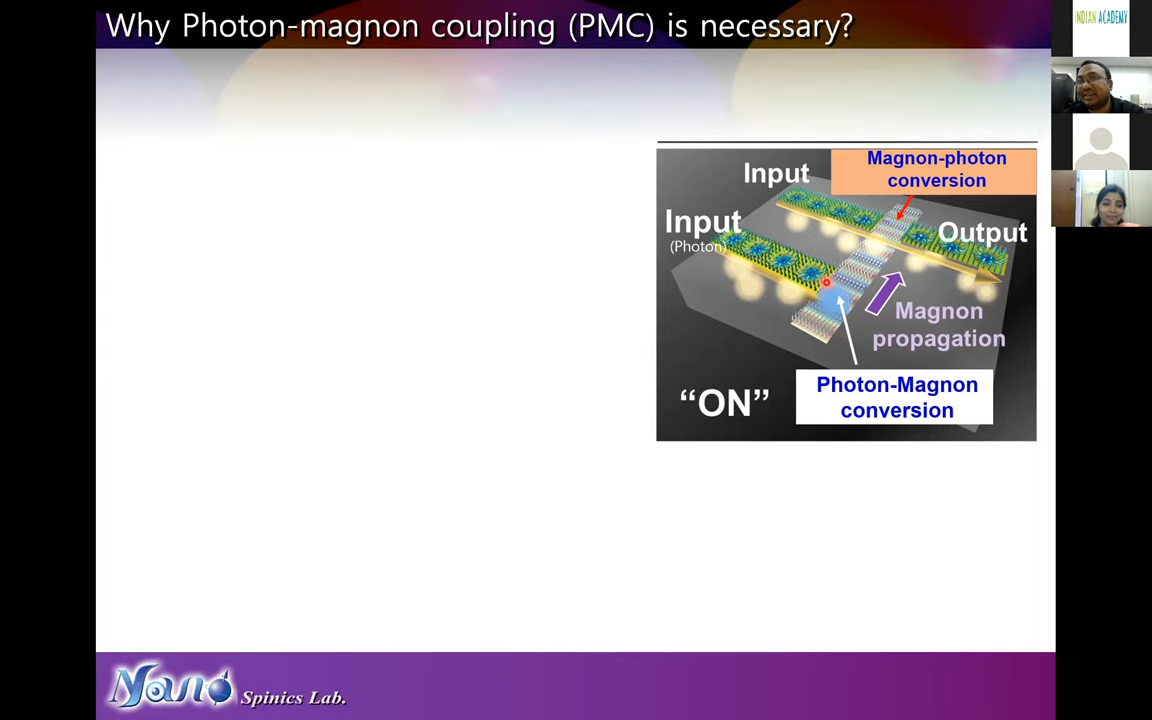 Why Photon-magnon coupling (PMC) is necessary?
INDIAN ACADEMY
Input
Magnon-photon
conversion
Input
(Photon)
Output
Magnon
propagation
Photon-Magnon
conversion
“ON”
Nano Spinics Lab.